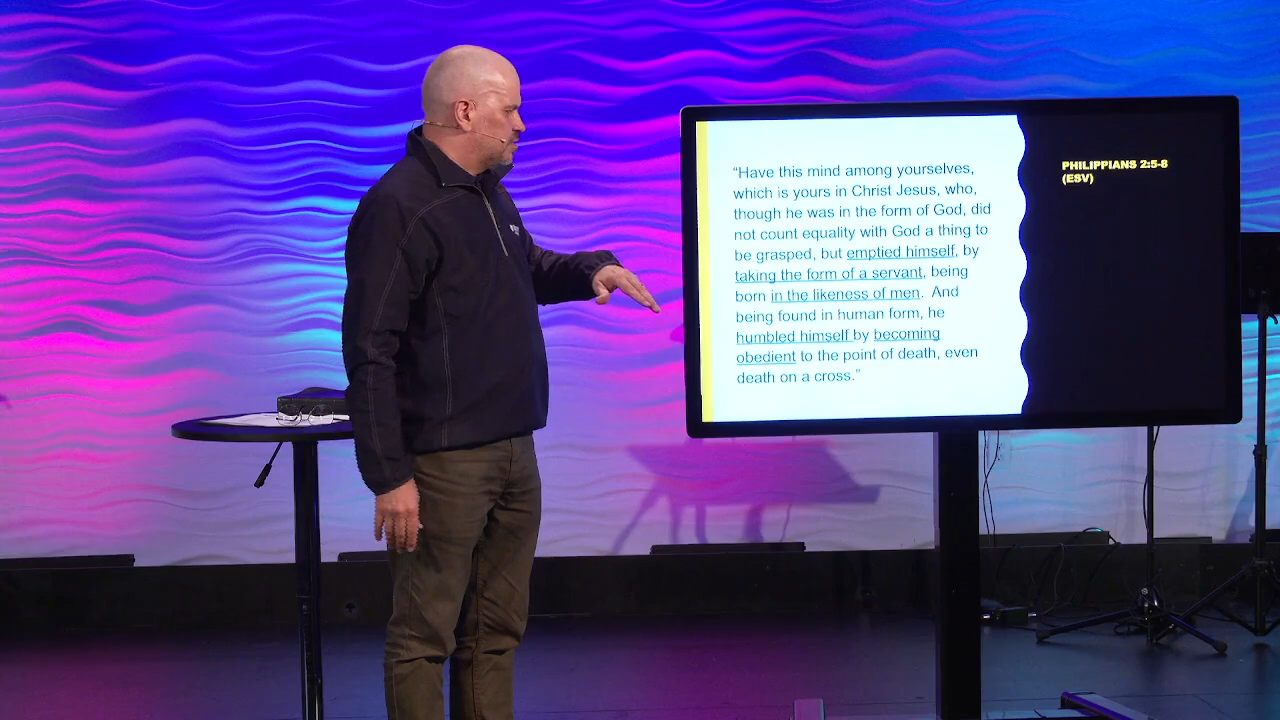 “Have this mind among yourselves,
which is yours in Christ Jesus, who,
though he was in the form of God, did
not count equality with God a thing to
be grasped, but emptied himself, by
taking the form of a servant, being
born in the likeness of men.  And
being found in human form, he
humbled himself by becoming
obedient to the point of death, even
death on a cross.”
PHILIPPIANS 2:5-8
(ESV)